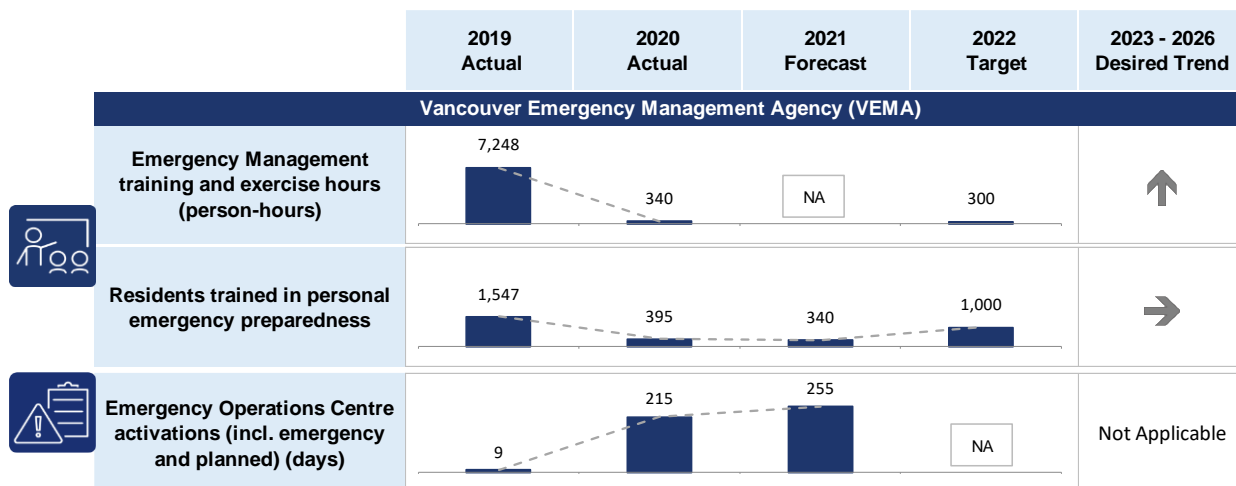 2019 Actual
2020 Actual
2021 Forecast
2022 Target
2023 - 2026 Desired Trend
Vancouver Emergency Management Agency (VEMA)
Emergency Management
training and exercise hours
(person-hours)
7,248
340
NA
300
Residents trained in personal
emergency preparedness
1,547
395
340
1,000
Emergency Operations Centre
activations (incl. emergency
and planned) (days)
9
215
255
NA
Not Applicable